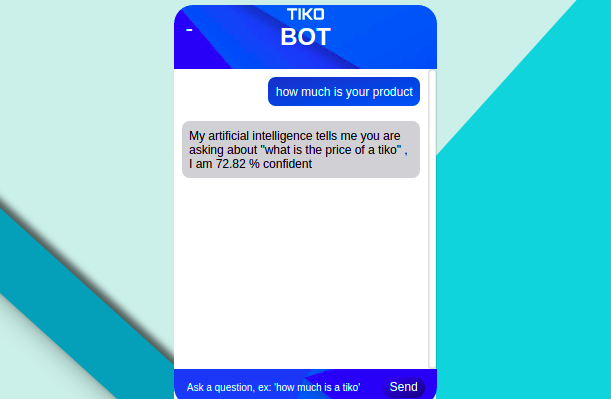 TIKO
-
BOT
how much is your product
My artificial intelligence tells me you are
asking about "what is the price of a tiko" ,
I am 72.82 % confident
Ask a question, ex: 'how much is a tiko'
Send